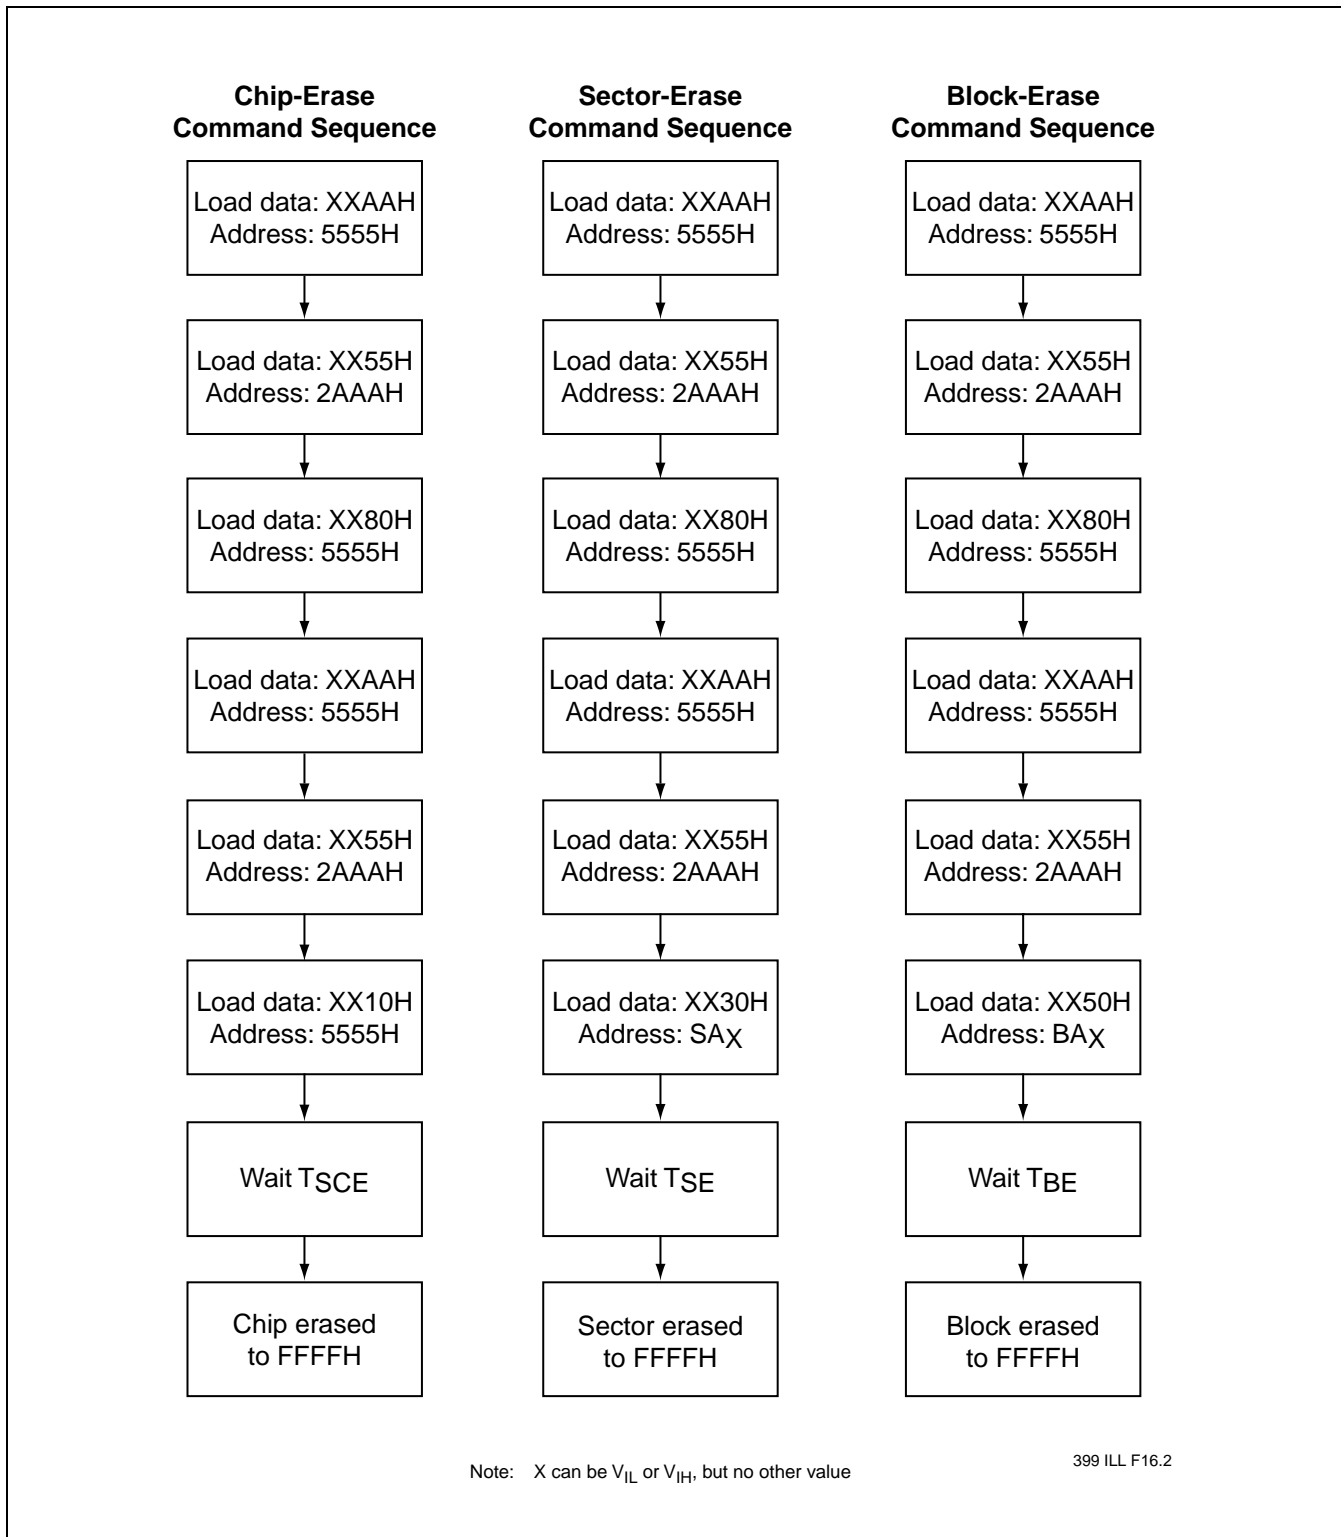 Chip-Erase
Command Sequence
Load data: XXAAH
Address: 5555H
Load data: XX55H
Address: 2AAAH
Load data: XX80H
Address: 5555H
Load data: XXAAH
Address: 5555H
Load data: XX55H
Address: 2AAAH
Load data: XX10H
Address: 5555H
Wait TSCE
Chip erased
to FFFFH
Sector-Erase
Command Sequence
Load data: XXAAH
Address: 5555H
Load data: XX55H
Address: 2AAAH
Load data: XX80H
Address: 5555H
Load data: XXAAH
Address: 5555H
Load data: XX55H
Address: 2AAAH
Load data: XX30H
Address: SAX
Wait TSE
Sector erased
to FFFFH
Block-Erase
Command Sequence
Load data: XXAAH
Address: 5555H
Load data: XX55H
Address: 2AAAH
Load data: XX80H
Address: 5555H
Load data: XXAAH
Address: 5555H
Load data: XX55H
Address: 2AAAH
Load data: XX50H
Address: BAX
Wait TBE
Block erased
to FFFFH
Note: X can be VIL or VIH, but no other value
399 ILL F16.2